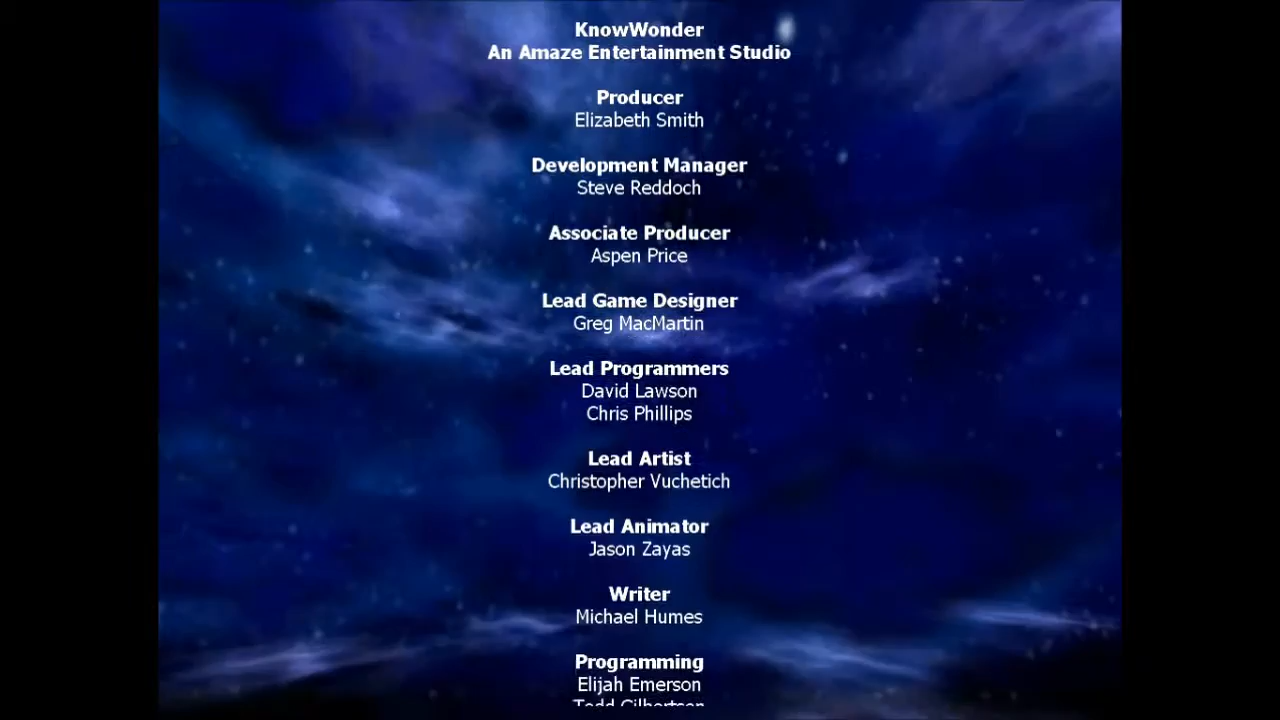 KnowWonder
An Amaze Entertainment Studio
Producer
Elizabeth Smith
Development Manager
Steve Reddoch
Associate Producer
Aspen Price
Lead Game Designer
Greg MacMartin
Lead Programmers
David Lawson
Chris Phillips
Lead Artist
Christopher Vuchetich
Lead Animator
Jason Zayas
Writer
Michael Humes
Programming
Elijah Emerson
Todd Gilbertsen